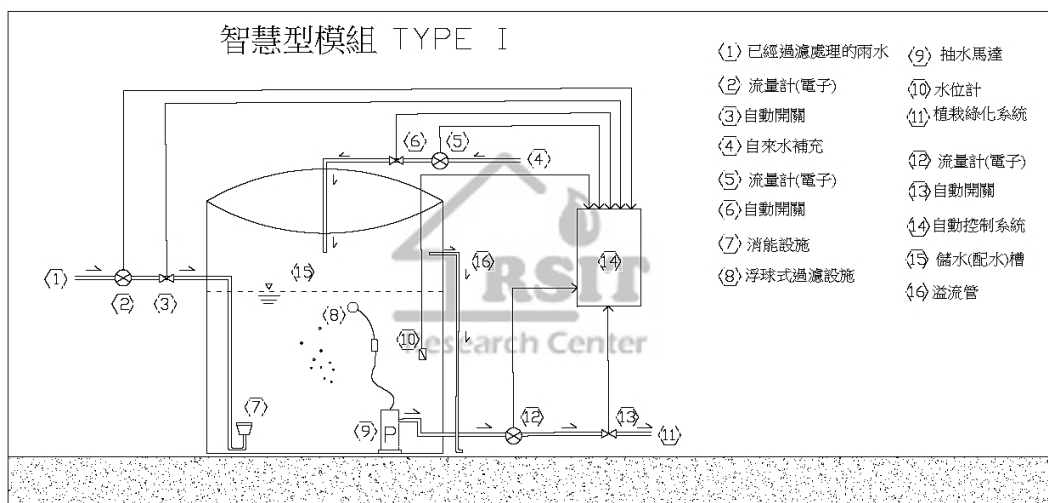 智慧型模組 TYPE I
⟨1⟩ 已經過濾處理的雨水
⟨2⟩ 流量計(電子)
⟨3⟩ 自動開關
⟨4⟩ 自來水補充
⟨5⟩ 流量計(電子)
⟨6⟩ 自動開關
⟨7⟩ 消能設施
⟨8⟩ 浮球式過濾設施
⟨9⟩ 抽水馬達
⟨10⟩ 水位計
⟨11⟩ 植栽綠化系統
⟨12⟩ 流量計(電子)
⟨13⟩ 自動開關
⟨14⟩ 自動控制系統
⟨15⟩ 儲水(配水)槽
⟨16⟩ 溢流管
⟨6⟩
⟨5⟩
⟨4⟩
⟨1⟩
⟨2⟩
⟨3⟩
⟨15⟩
⟨16⟩
⟨14⟩
RSIT
⟨8⟩
⟨10⟩
Research Center
⟨7⟩
⟨9⟩
P
⟨12⟩
⟨13⟩
⟨11⟩